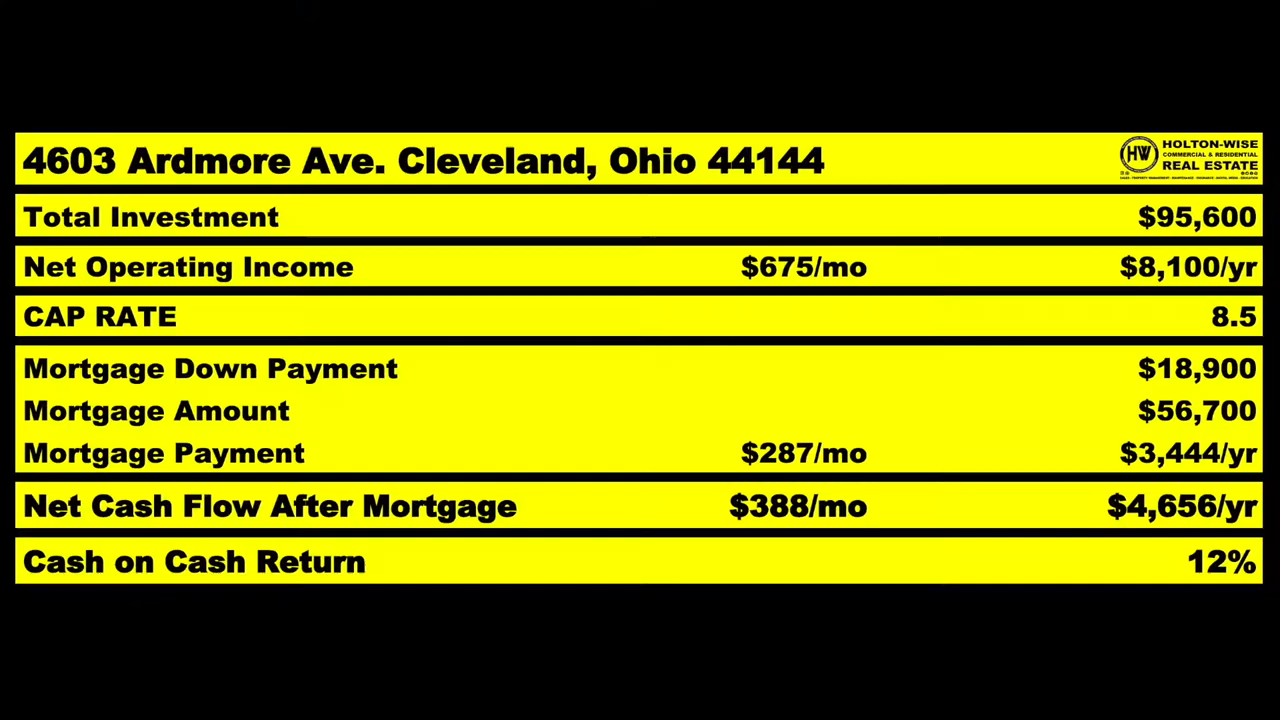 4603 Ardmore Ave. Cleveland, Ohio 44144
HW
HOLTON-WISE
COMMERCIAL & RESIDENTIAL
REAL ESTATE
Total Investment $95,600
Net Operating Income $675/mo $8,100/yr
CAP RATE 8.5
Mortgage Down Payment $18,900
Mortgage Amount $56,700
Mortgage Payment $287/mo $3,444/yr
Net Cash Flow After Mortgage $388/mo $4,656/yr
Cash on Cash Return 12%